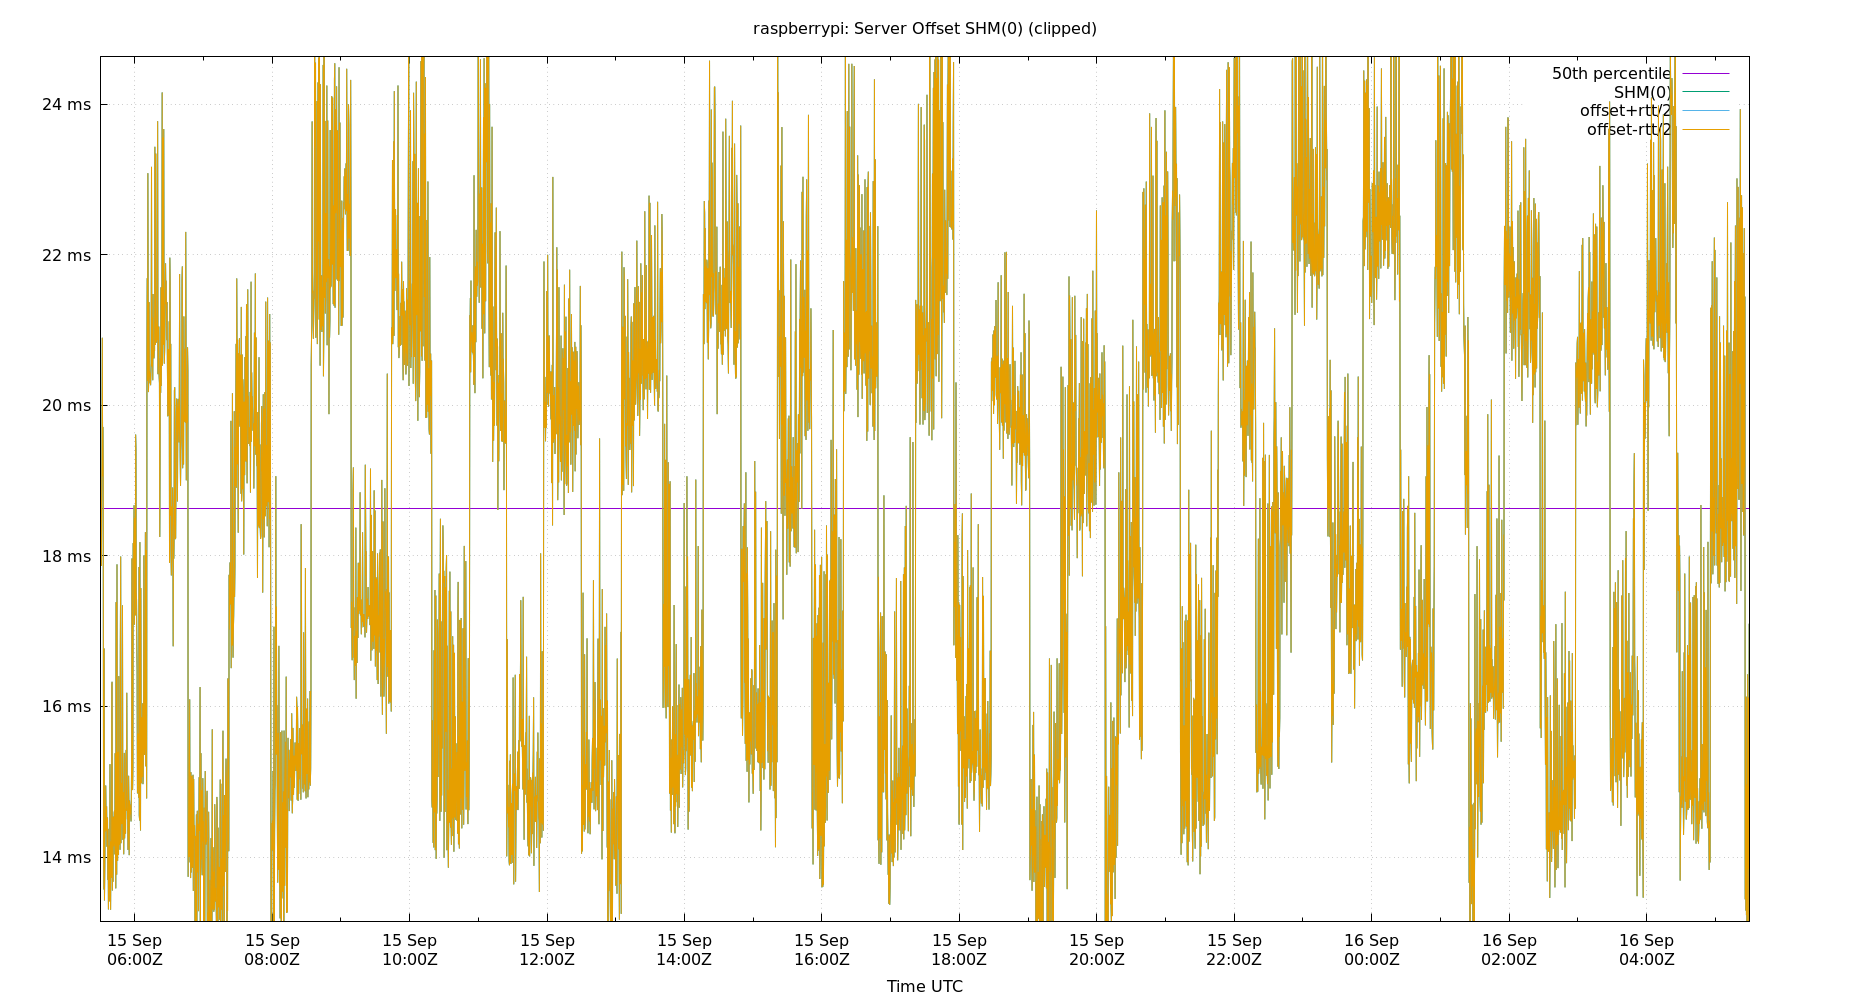 raspberrypi: Server Offset SHM(0) (clipped)
50th percentile
SHM(0)
offset+rtt/2
offset-rtt/2
24 ms
22 ms
20 ms
18 ms
16 ms
14 ms
15 Sep 15 Sep 15 Sep 15 Sep 15 Sep 15 Sep 15 Sep 15 Sep 15 Sep 16 Sep 16 Sep 16 Sep
06:00Z 08:00Z 10:00Z 12:00Z 14:00Z 16:00Z 18:00Z 20:00Z 22:00Z 00:00Z 02:00Z 04:00Z
Time UTC